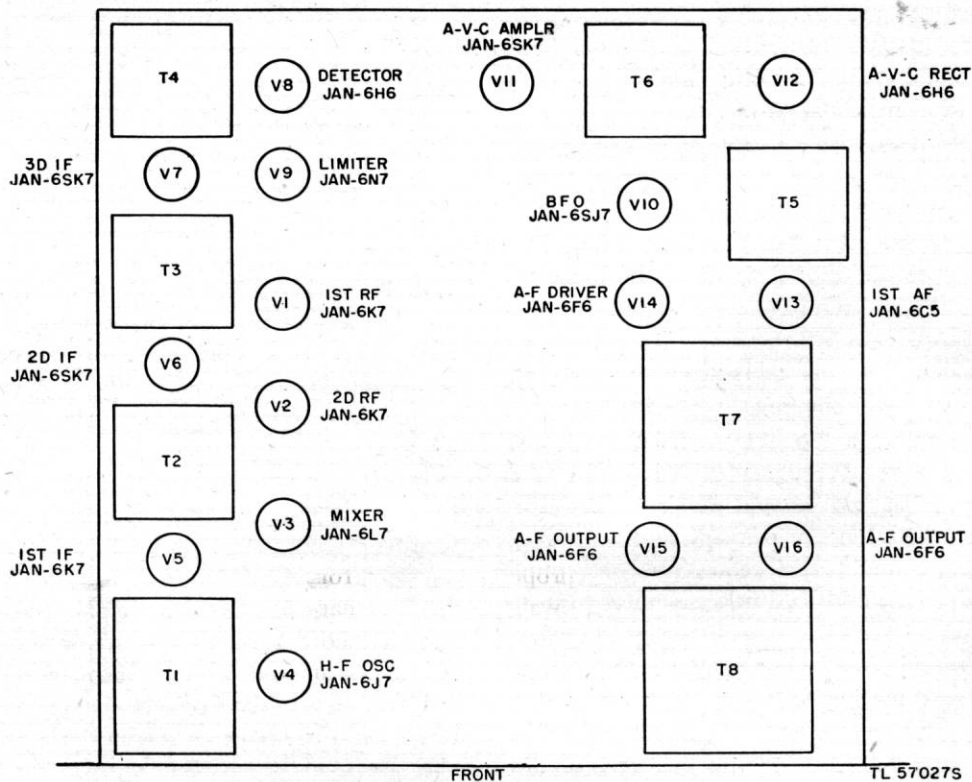 A-V-C AMPLR
JAN-6SK7
T4
V8
DETECTOR
JAN-6H6
V11
T6
V12
A-V-C RECT
JAN-6H6
3D IF
JAN-6SK7
V7
V9
LIMITER
JAN-6N7
BFO
JAN-6SJ7
V10
T5
T3
V1
1ST RF
JAN-6K7
A-F DRIVER
JAN-6F6
V14
V13
1ST AF
JAN-6C5
2D IF
JAN-6SK7
V6
V2
2D RF
JAN-6K7
T7
T2
V3
MIXER
JAN-6L7
1ST IF
JAN-6K7
V5
A-F OUTPUT
JAN-6F6
V15
V16
A-F OUTPUT
JAN-6F6
T1
V4
H-F OSC
JAN-6J7
T8
FRONT
TL 57027S